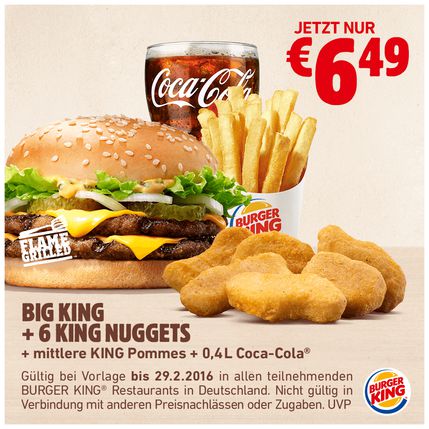 JETZT NUR
€6 49
Coca-Cola
FLAME
GRILLED
BURGER
KING
BIG KING
+ 6 KING NUGGETS
+ mittlere KING Pommes + 0,4L Coca-Cola®
Gültig bei Vorlage bis 29.2.2016 in allen teilnehmenden
BURGER KING® Restaurants in Deutschland. Nicht gültig in
Verbindung mit anderen Preisnachlässen oder Zugaben. UVP
BURGER
KING